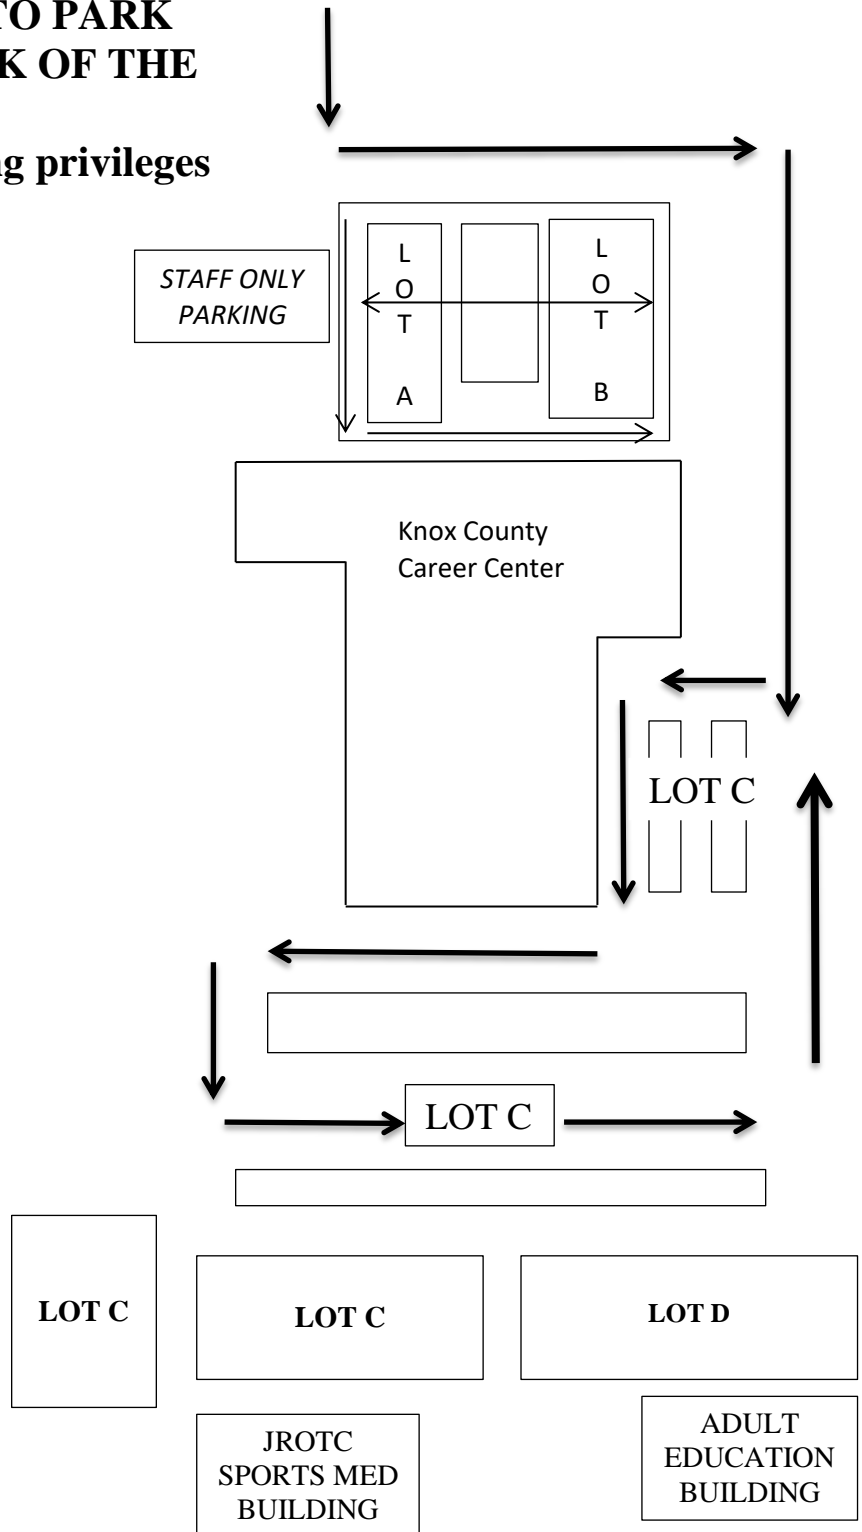 TO PARK
K OF THE
g privileges
STAFF ONLY
PARKING
L
O
T
A
L
O
T
B
Knox County
Career Center
LOT C
LOT C
LOT C
LOT C
LOT D
JROTC
SPORTS MED
BUILDING
ADULT
EDUCATION
BUILDING